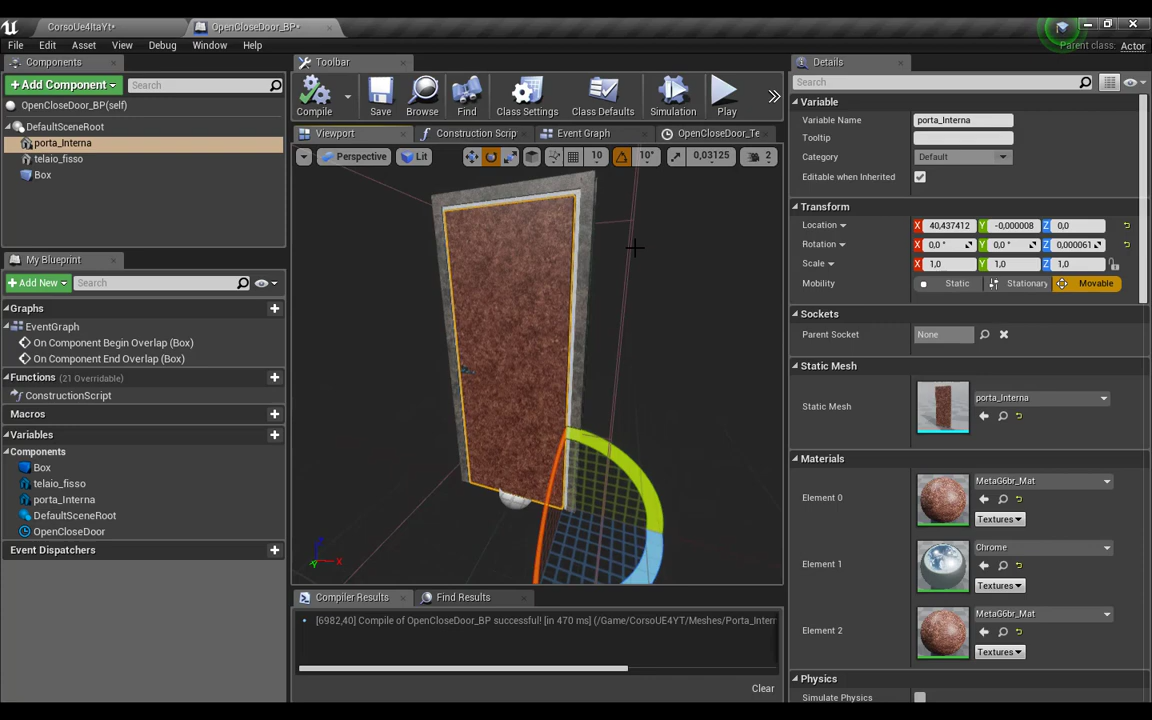 CorsoUe4ItaYt*
OpenCloseDoor_BP*
File Edit Asset View Debug Window Help
Parent class: Actor
Components
Add Component
Search
OpenCloseDoor_BP(self)
DefaultSceneRoot
porta_Interna
telaio_fisso
Box
My Blueprint
Add New
Search
Graphs
EventGraph
On Component Begin Overlap (Box)
On Component End Overlap (Box)
Functions (21 Overridable)
ConstructionScript
Macros
Variables
Components
Box
telaio_fisso
porta_Interna
DefaultSceneRoot
OpenCloseDoor
Event Dispatchers
Toolbar
Compile Save Browse Find Class Settings Class Defaults Simulation Play
Viewport Construction Scrip Event Graph OpenCloseDoor_Te
Perspective Lit 10 10° 0,03125 2
Z X Y
Compiler Results Find Results
[6982,40] Compile of OpenCloseDoor_BP successful! [in 470 ms] (/Game/CorsoUE4YT/Meshes/Porta_Intern
Clear
Details
Search
Variable
Variable Name porta_Interna
Tooltip
Category Default
Editable when Inherited
Transform
Location X 40,437412 Y -0,000008 Z 0,0
Rotation X 0,0 ° Y 0,0 ° Z 0,000061
Scale X 1,0 Y 1,0 Z 1,0
Mobility Static Stationary Movable
Sockets
Parent Socket None
Static Mesh
Static Mesh porta_Interna
Materials
Element 0 MetaG6br_Mat
Textures
Element 1 Chrome
Textures
Element 2 MetaG6br_Mat
Textures
Physics
Simulate Physics